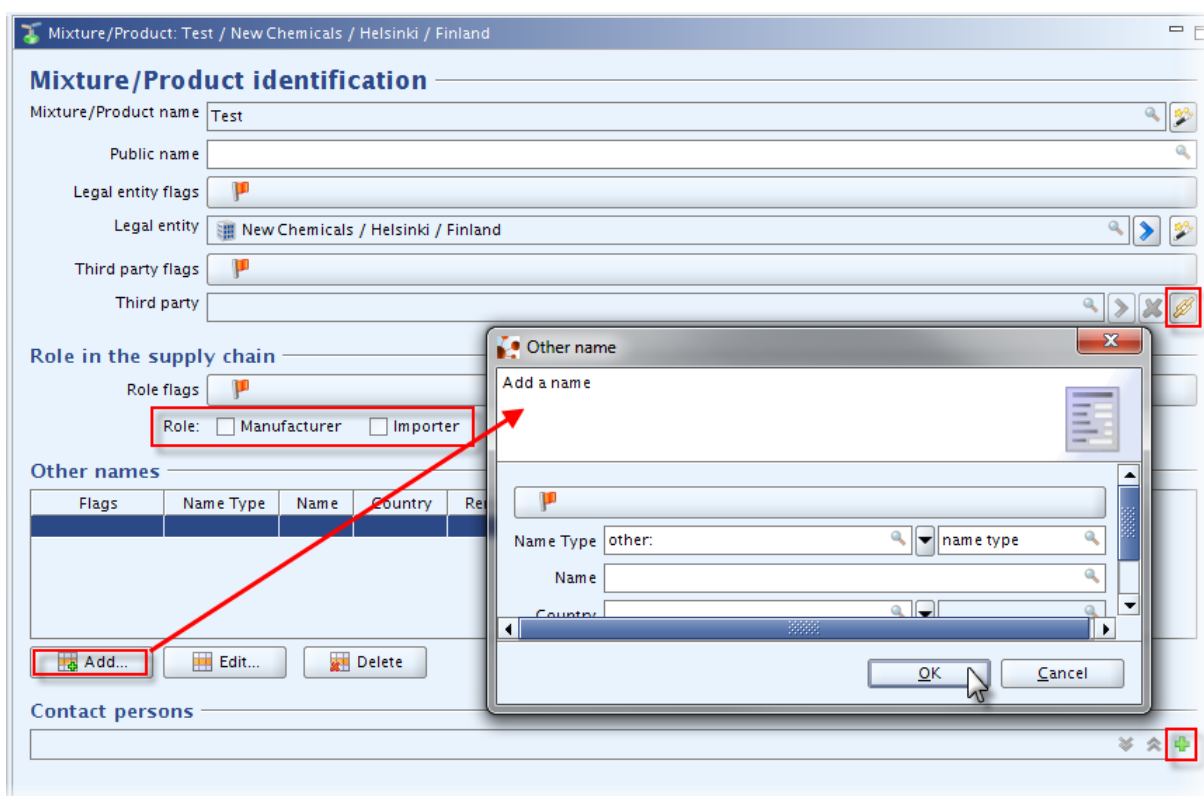 Mixture/Product: Test / New Chemicals / Helsinki / Finland
Mixture/Product identification
Mixture/Product name Test
Public name
Legal entity flags
Legal entity New Chemicals / Helsinki / Finland
Third party flags
Third party
Role in the supply chain
Role flags
Role: Manufacturer Importer
Other names
Flags Name Type Name Country
Add... Edit... Delete
Contact persons
Other name
Add a name
Name Type other: name type
Name
Country
OK Cancel